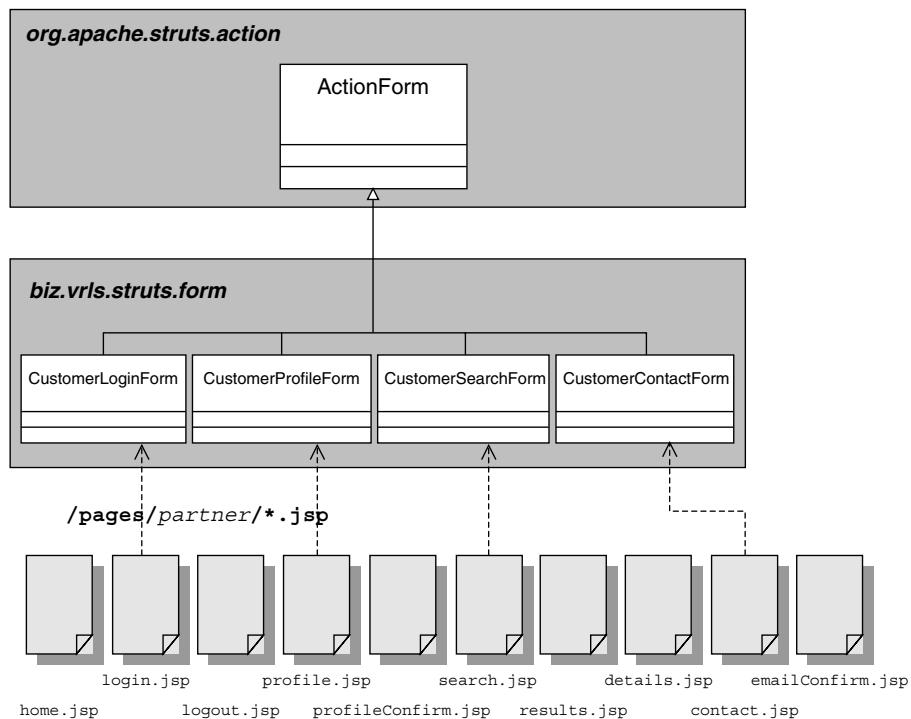 org.apache.struts.action
ActionForm
biz.vrls.struts.form
CustomerLoginForm
CustomerProfileForm
CustomerSearchForm
CustomerContactForm
/pages/partner/*.jsp
login.jsp
profile.jsp
search.jsp
details.jsp
emailConfirm.jsp
home.jsp
logout.jsp
profileConfirm.jsp
results.jsp
contact.jsp